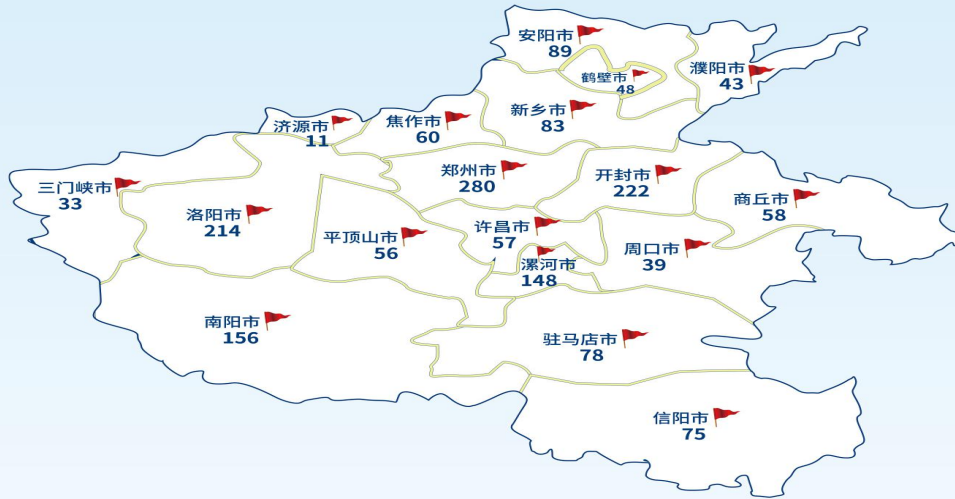 安阳市
89
鹤壁市
48
濮阳市
43
新乡市
83
焦作市
60
济源市
11
三门峡市
33
郑州市
280
开封市
222
商丘市
58
洛阳市
214
平顶山市
56
许昌市
57
漯河市
148
周口市
39
南阳市
156
驻马店市
78
信阳市
75